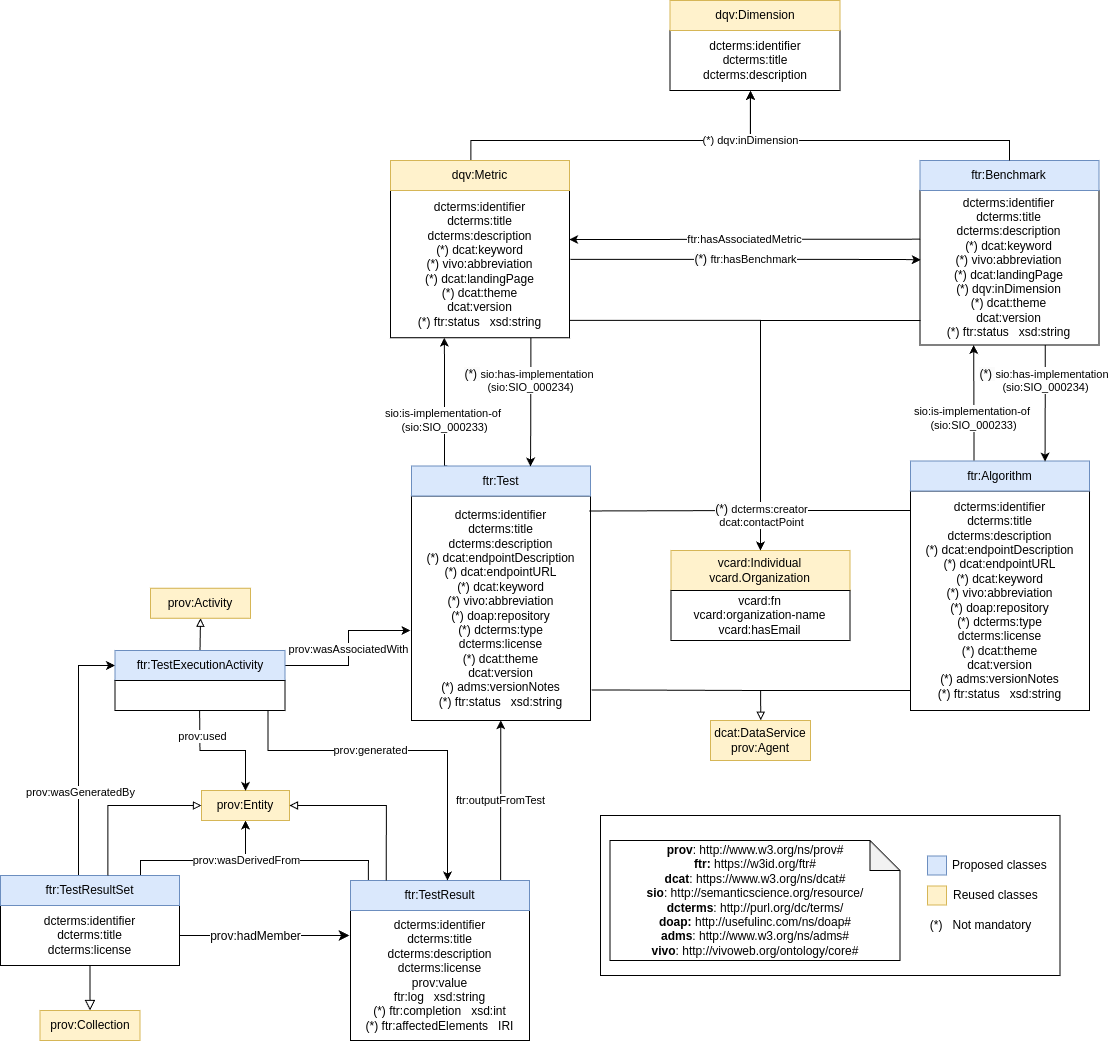 dqv:Dimension
dcterms:identifier
dcterms:title
dcterms:description
(*) dqv:inDimension
dqv:Metric
dcterms:identifier
dcterms:title
dcterms:description
(*) dcat:keyword
(*) vivo:abbreviation
(*) dcat:landingPage
(*) dcat:theme
dcat:version
(*) ftr:status xsd:string
ftr:hasAssociatedMetric
(*) ftr:hasBenchmark
ftr:Benchmark
dcterms:identifier
dcterms:title
dcterms:description
(*) dcat:keyword
(*) vivo:abbreviation
(*) dcat:landingPage
(*) dqv:inDimension
(*) dcat:theme
dcat:version
(*) ftr:status xsd:string
(*) sio:has-implementation
(sio:SIO_000234)
sio:is-implementation-of
(sio:SIO_000233)
(*) sio:has-implementation
(sio:SIO_000234)
sio:is-implementation-of
(sio:SIO_000233)
ftr:Test
dcterms:identifier
dcterms:title
dcterms:description
(*) dcat:endpointDescription
(*) dcat:endpointURL
(*) dcat:keyword
(*) vivo:abbreviation
(*) doap:repository
(*) dcterms:type
dcterms:license
(*) dcat:theme
dcat:version
(*) adms:versionNotes
(*) ftr:status xsd:string
(*) dcterms:creator
dcat:contactPoint
vcard:Individual
vcard.Organization
vcard:fn
vcard:organization-name
vcard:hasEmail
ftr:Algorithm
dcterms:identifier
dcterms:title
dcterms:description
(*) dcat:endpointDescription
(*) dcat:endpointURL
(*) dcat:keyword
(*) vivo:abbreviation
(*) doap:repository
(*) dcterms:type
dcterms:license
(*) dcat:theme
dcat:version
(*) adms:versionNotes
(*) ftr:status xsd:string
dcat:DataService
prov:Agent
prov:Activity
ftr:TestExecutionActivity
prov:wasAssociatedWith
prov:used
prov:generated
prov:wasGeneratedBy
prov:Entity
ftr:outputFromTest
prov:wasDerivedFrom
ftr:TestResultSet
dcterms:identifier
dcterms:title
dcterms:license
prov:hadMember
prov:Collection
ftr:TestResult
dcterms:identifier
dcterms:title
dcterms:description
dcterms:license
prov:value
ftr:log xsd:string
(*) ftr:completion xsd:int
(*) ftr:affectedElements IRI
prov: http://www.w3.org/ns/prov#
ftr: https://w3id.org/ftr#
dcat: https://www.w3.org/ns/dcat#
sio: http://semanticscience.org/resource/
dcterms: http://purl.org/dc/terms/
doap: http://usefulinc.com/ns/doap#
adms: http://www.w3.org/ns/adms#
vivo: http://vivoweb.org/ontology/core#
Proposed classes
Reused classes
(*) Not mandatory